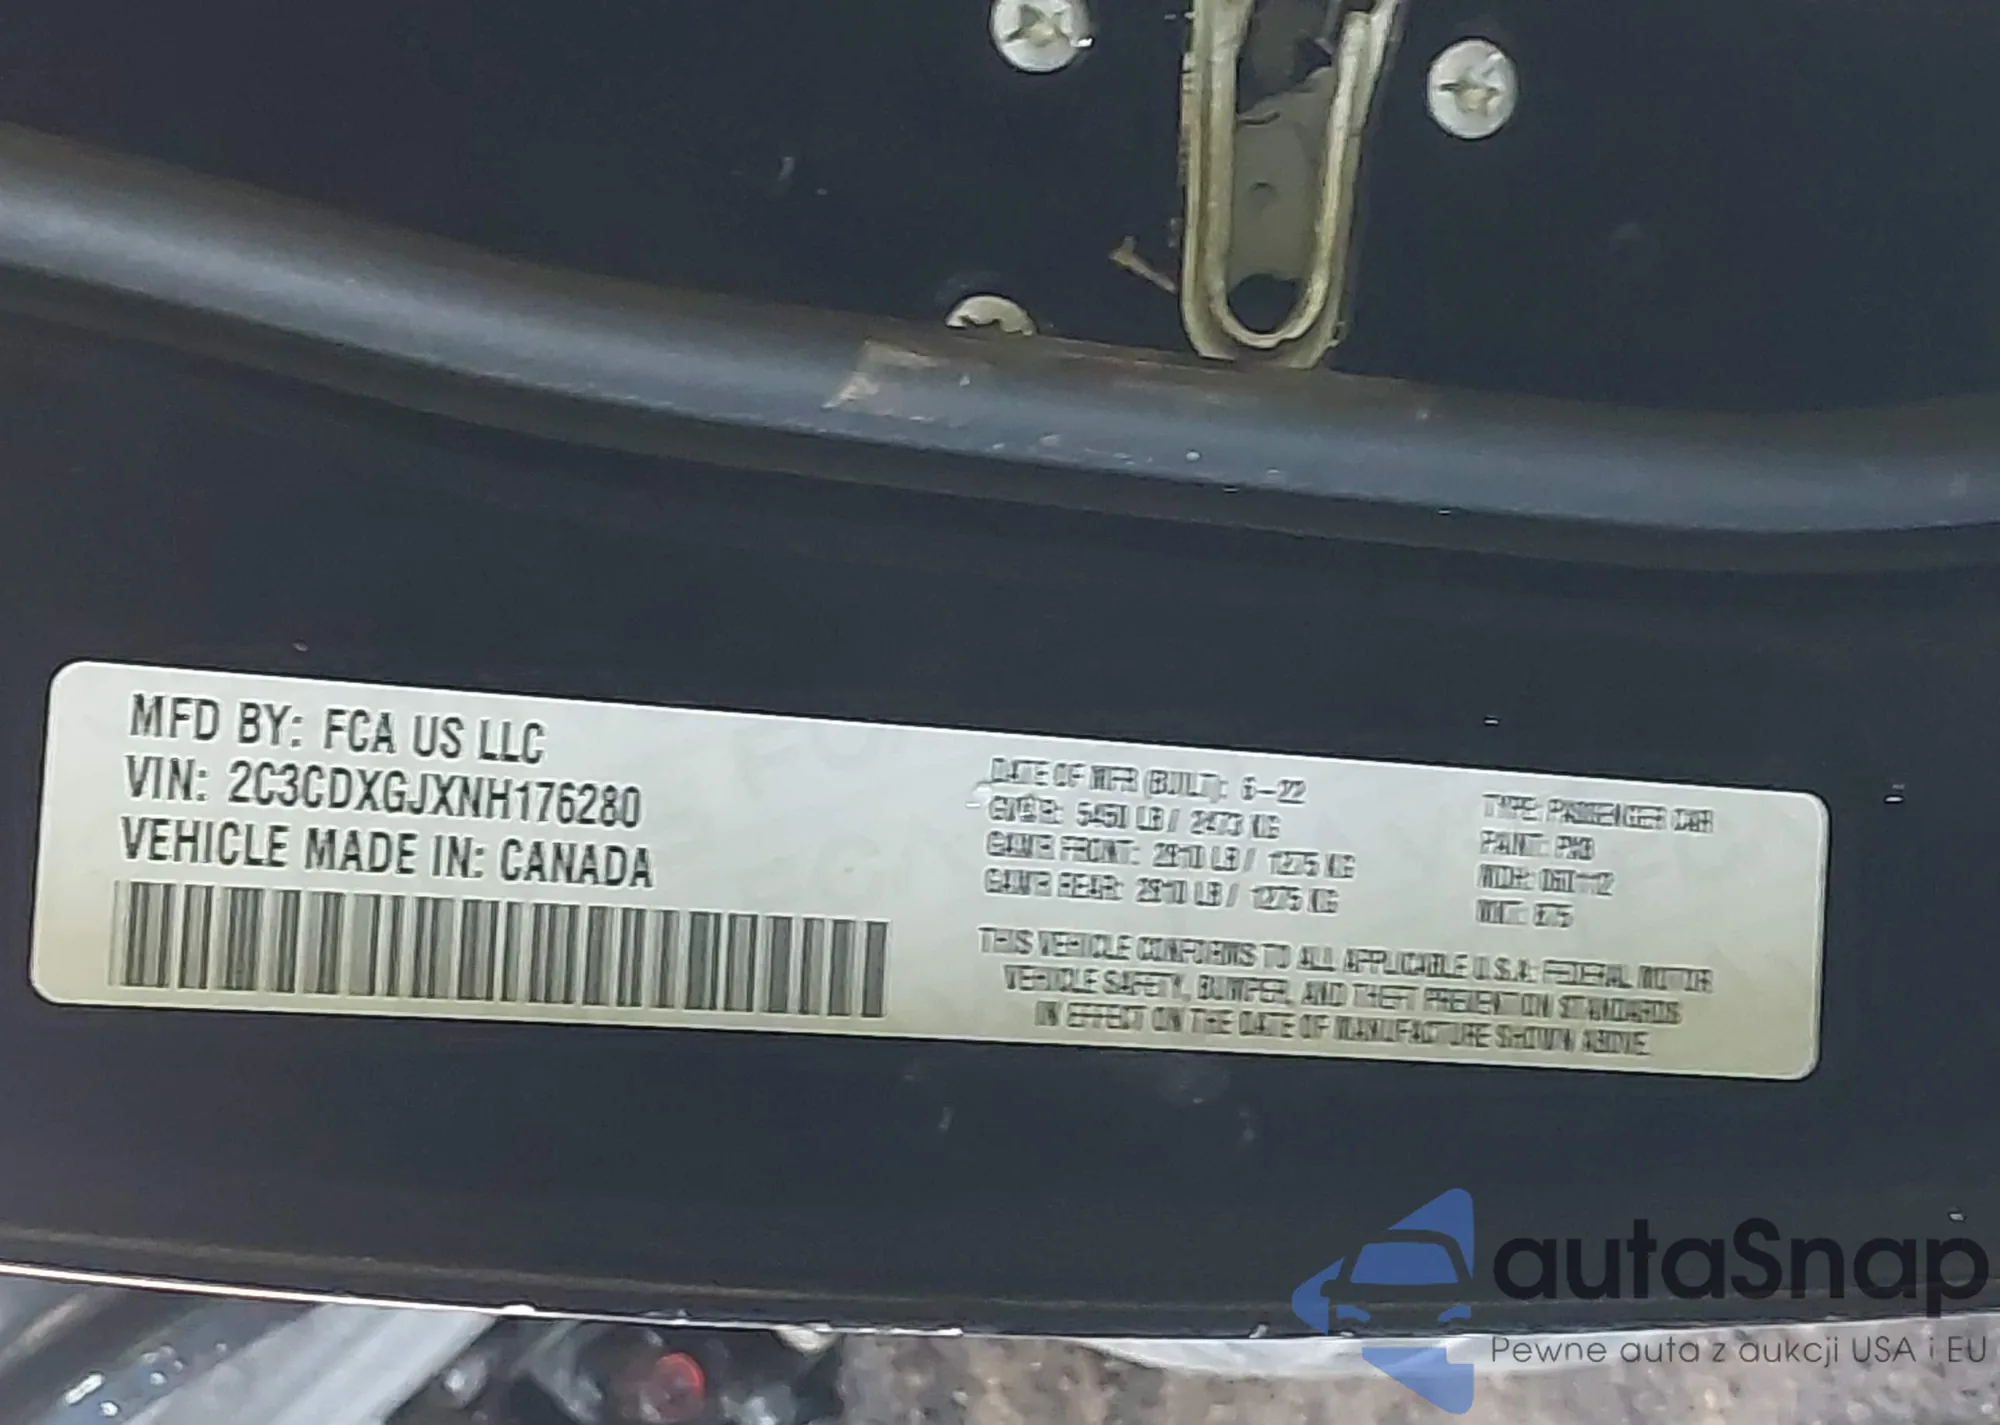 MFD BY: FCA US LLC
VIN: 2C3CDXGJXNH176280
VEHICLE MADE IN: CANADA
DATE OF MFR (BUILT): 6-22
GVWR: 5450 LB / 2473 KG
GAWR FRONT: 2810 LB / 1275 KG
GAWR REAR: 2810 LB / 1275 KG
TYPE: PASSENGER CAR
PAINT:
MDH: 060112
THIS VEHICLE CONFORMS TO ALL APPLICABLE U.S.A. FEDERAL MOTOR
VEHICLE SAFETY, BUMPER, AND THEFT PREVENTION STANDARDS
IN EFFECT ON THE DATE OF MANUFACTURE SHOWN ABOVE.
autaSnap
Pewne auta z aukcji USA i EU